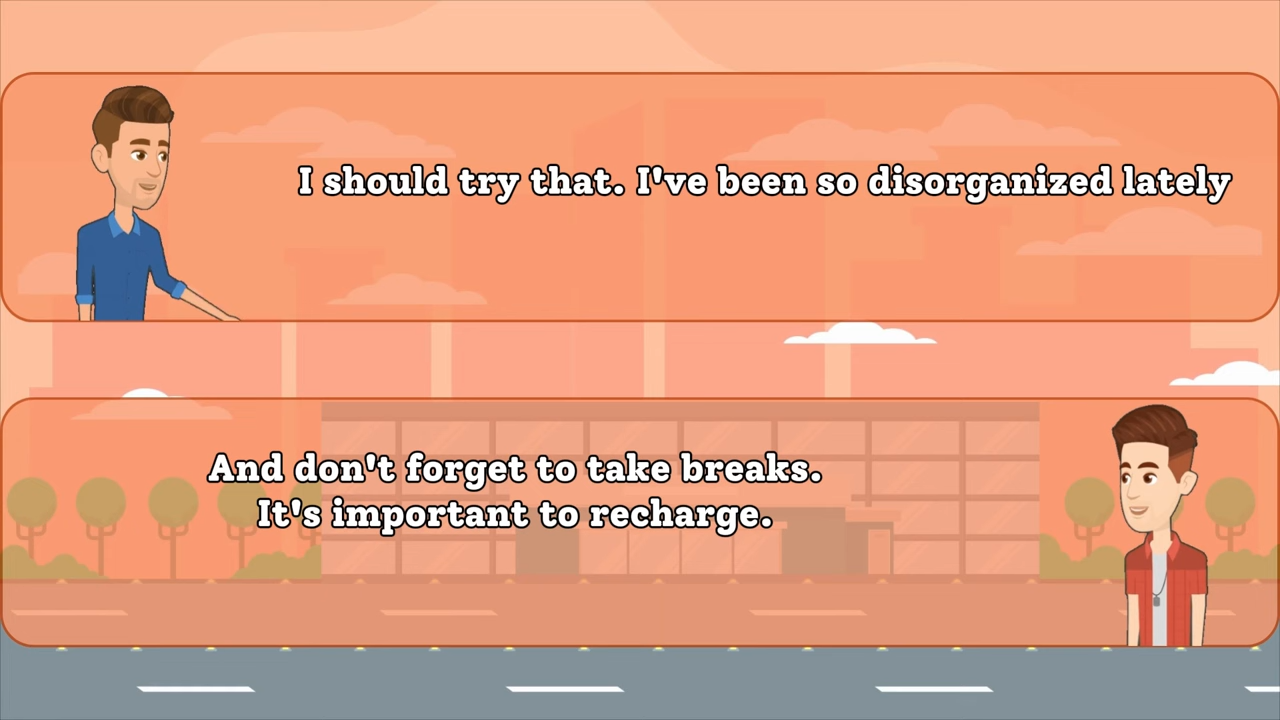 I should try that. I've been so disorganized lately
And don't forget to take breaks.
It's important to recharge.